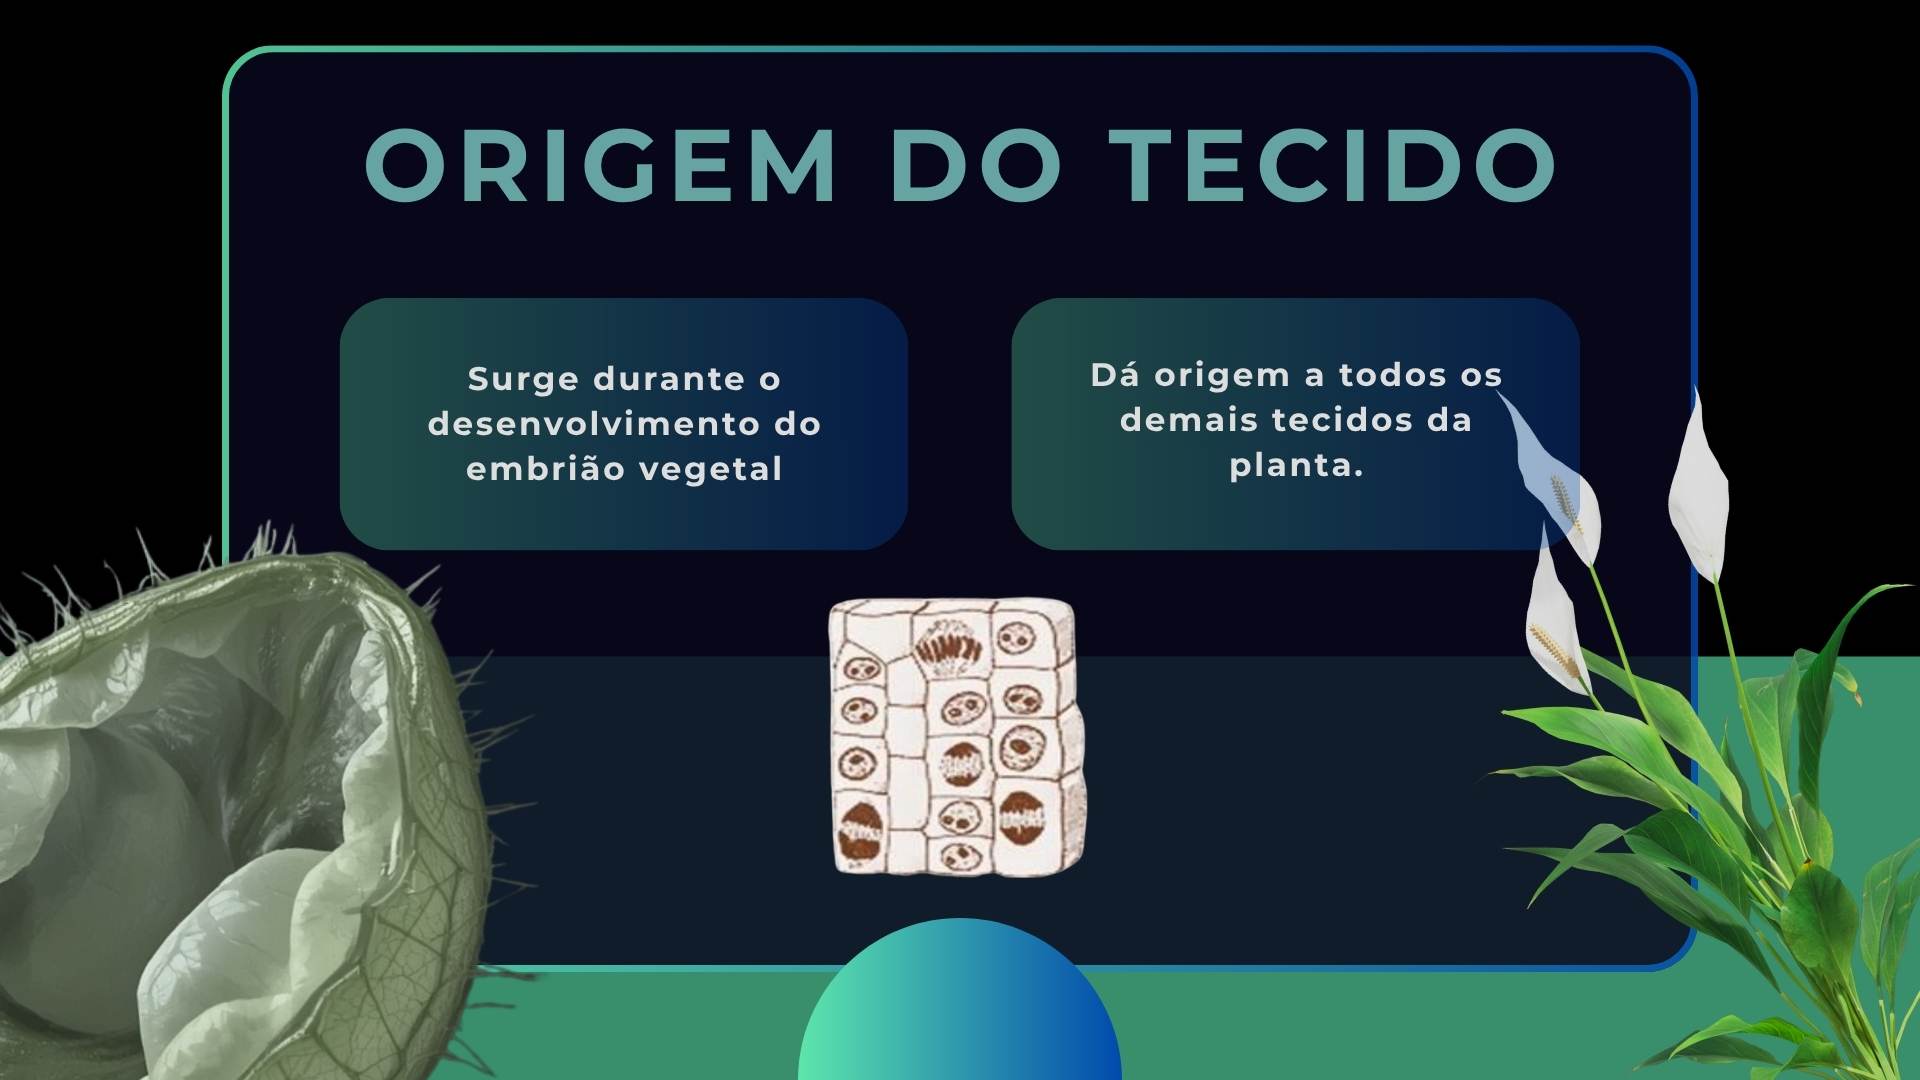 ORIGEM DO TECIDO
Surge durante o
desenvolvimento do
embrião vegetal
Dá origem a todos os
demais tecidos da
planta.